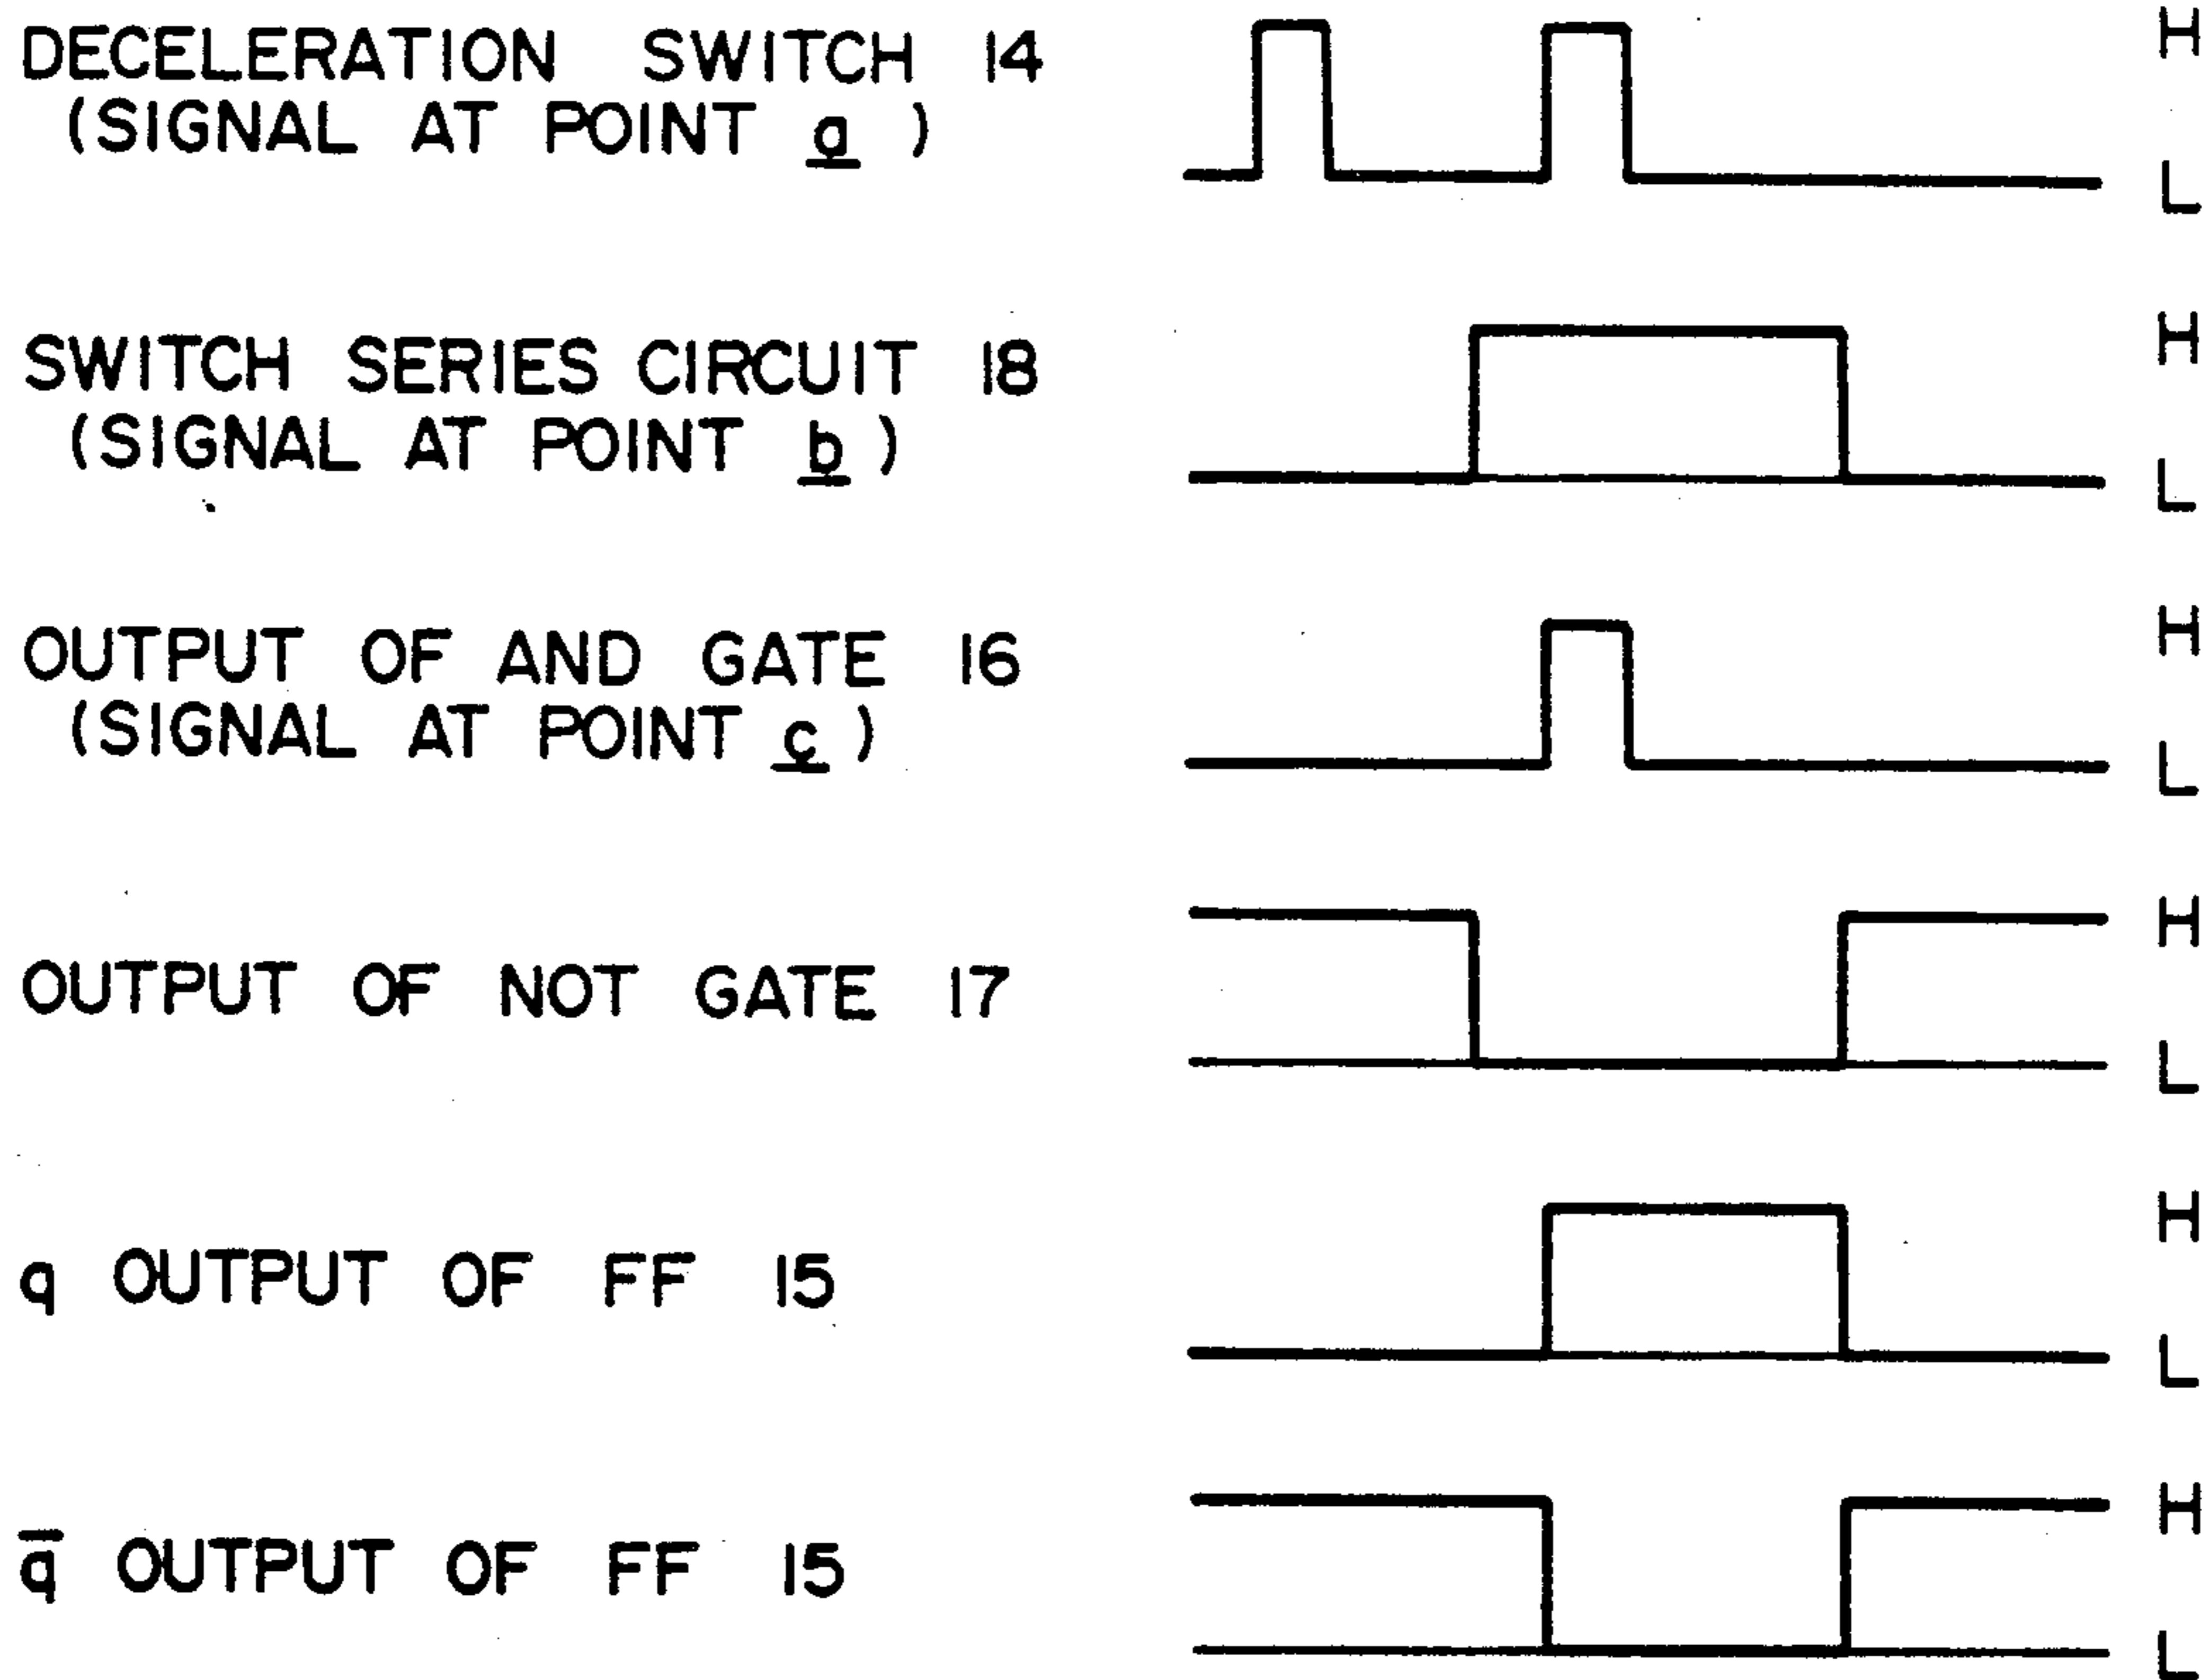 DECELERATION SWITCH 14
(SIGNAL AT POINT a )
H
L
SWITCH SERIES CIRCUIT 18
(SIGNAL AT POINT b )
H
L
OUTPUT OF AND GATE 16
(SIGNAL AT POINT c )
H
L
OUTPUT OF NOT GATE 17
H
L
q OUTPUT OF FF 15
H
L
q̅ OUTPUT OF FF 15
H
L